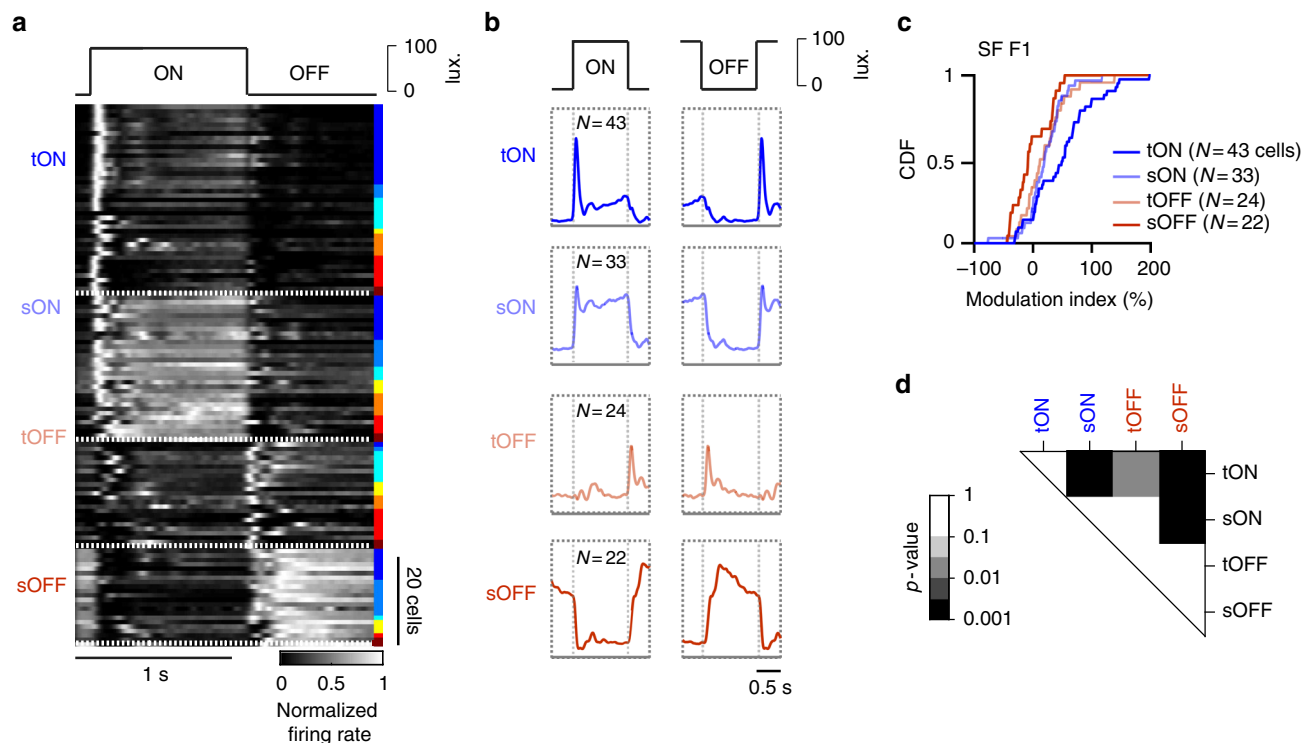 a
ON
OFF
100
0
lux.
tON
sON
tOFF
sOFF
20 cells
1 s
0 0.5 1
Normalized
firing rate
b
ON
OFF
100
0
lux.
tON
N = 43
sON
N = 33
tOFF
N = 24
sOFF
N = 22
0.5 s
c
SF F1
1
0.5
0
CDF
–100 0 100 200
Modulation index (%)
tON (N = 43 cells)
sON (N = 33)
tOFF (N = 24)
sOFF (N = 22)
d
tON
sON
tOFF
sOFF
tON
sON
tOFF
sOFF
p-value
1
0.1
0.01
0.001